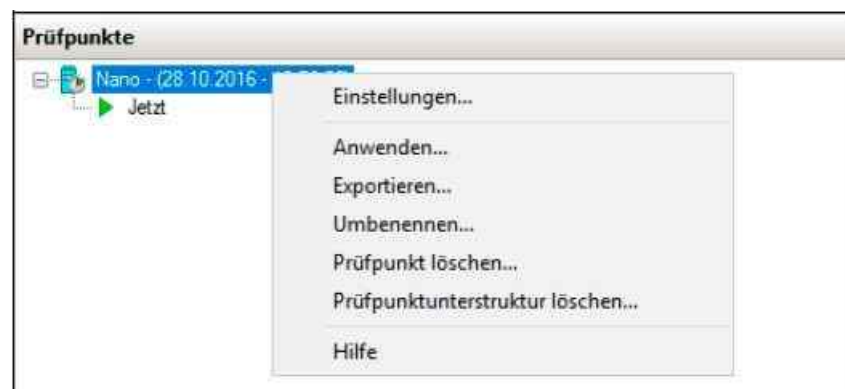 Prüfpunkte
Nano - (28.10.2016 -
Jetzt
Einstellungen...
Anwenden...
Exportieren...
Umbenennen...
Prüfpunkt löschen...
Prüfpunktunterstruktur löschen...
Hilfe